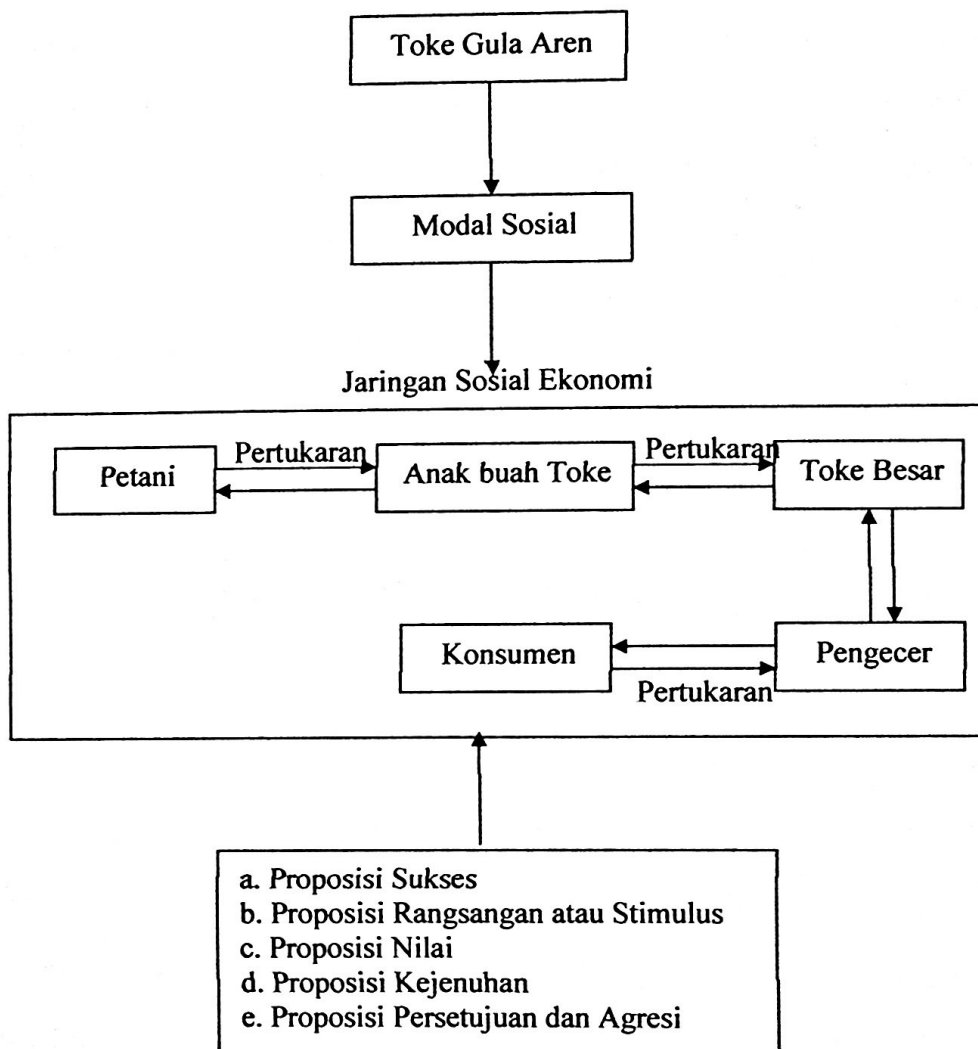 Toke Gula Aren
Modal Sosial
Jaringan Sosial Ekonomi
Petani
Pertukaran
Anak buah Toke
Pertukaran
Toke Besar
Konsumen
Pertukaran
Pengecer
a. Proposisi Sukses
b. Proposisi Rangsangan atau Stimulus
c. Proposisi Nilai
d. Proposisi Kejenuhan
e. Proposisi Persetujuan dan Agresi